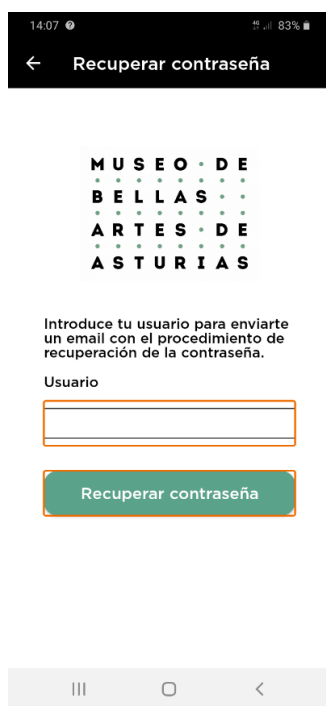 14:07
4G 83%
Recuperar contraseña
MUSEO · DE
BELLAS · ·
ARTES · DE
ASTURIAS
Introduce tu usuario para enviarte
un email con el procedimiento de
recuperación de la contraseña.
Usuario
Recuperar contraseña